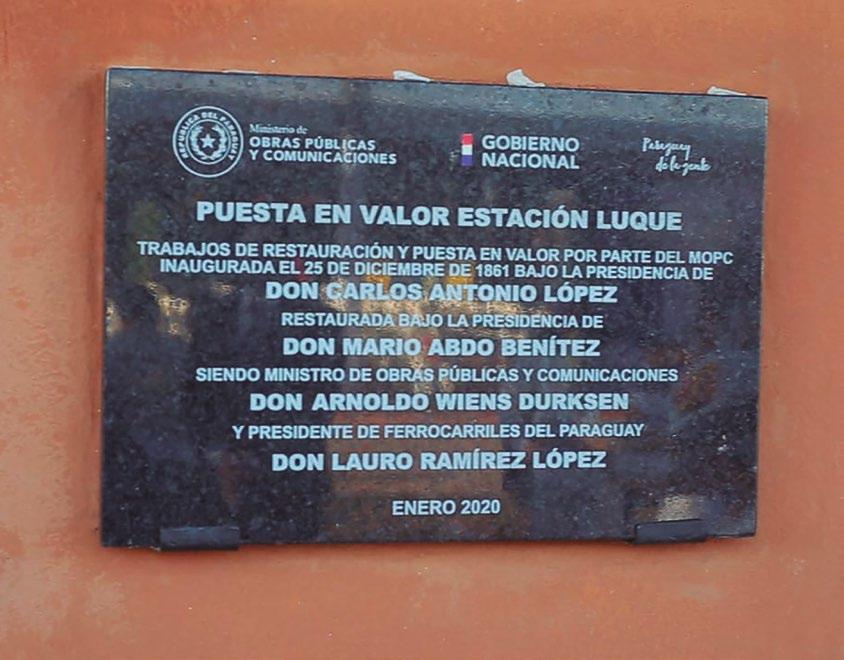 REPUBLICA DEL PARAGUAY
Ministerio de
OBRAS PÚBLICAS
Y COMUNICACIONES
GOBIERNO
NACIONAL
Paraguay
de la gente
PUESTA EN VALOR ESTACIÓN LUQUE
TRABAJOS DE RESTAURACIÓN Y PUESTA EN VALOR POR PARTE DEL MOPC
INAUGURADA EL 25 DE DICIEMBRE DE 1861 BAJO LA PRESIDENCIA DE
DON CARLOS ANTONIO LÓPEZ
RESTAURADA BAJO LA PRESIDENCIA DE
DON MARIO ABDO BENÍTEZ
SIENDO MINISTRO DE OBRAS PÚBLICAS Y COMUNICACIONES
DON ARNOLDO WIENS DURKSEN
Y PRESIDENTE DE FERROCARRILES DEL PARAGUAY
DON LAURO RAMÍREZ LÓPEZ
ENERO 2020